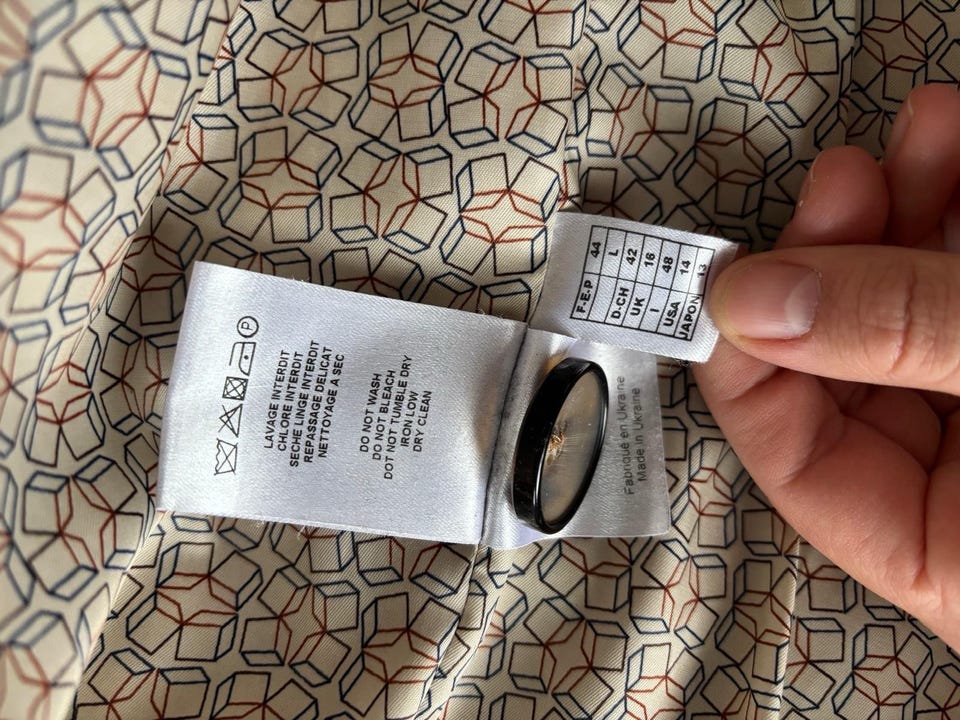 P
LAVAGE INTERDIT
CHLORE INTERDIT
SECHE LINGE INTERDIT
REPASSAGE DELICAT
NETTOYAGE A SEC
DO NOT WASH
DO NOT BLEACH
DOT NOT TUMBLE DRY
IRON LOW
DRY CLEAN
F.E.P 44
L
D-CH 42
UK 16
I 48
USA 14
JAPON 13
Fabriqué en Ukraine
Made in Ukraine